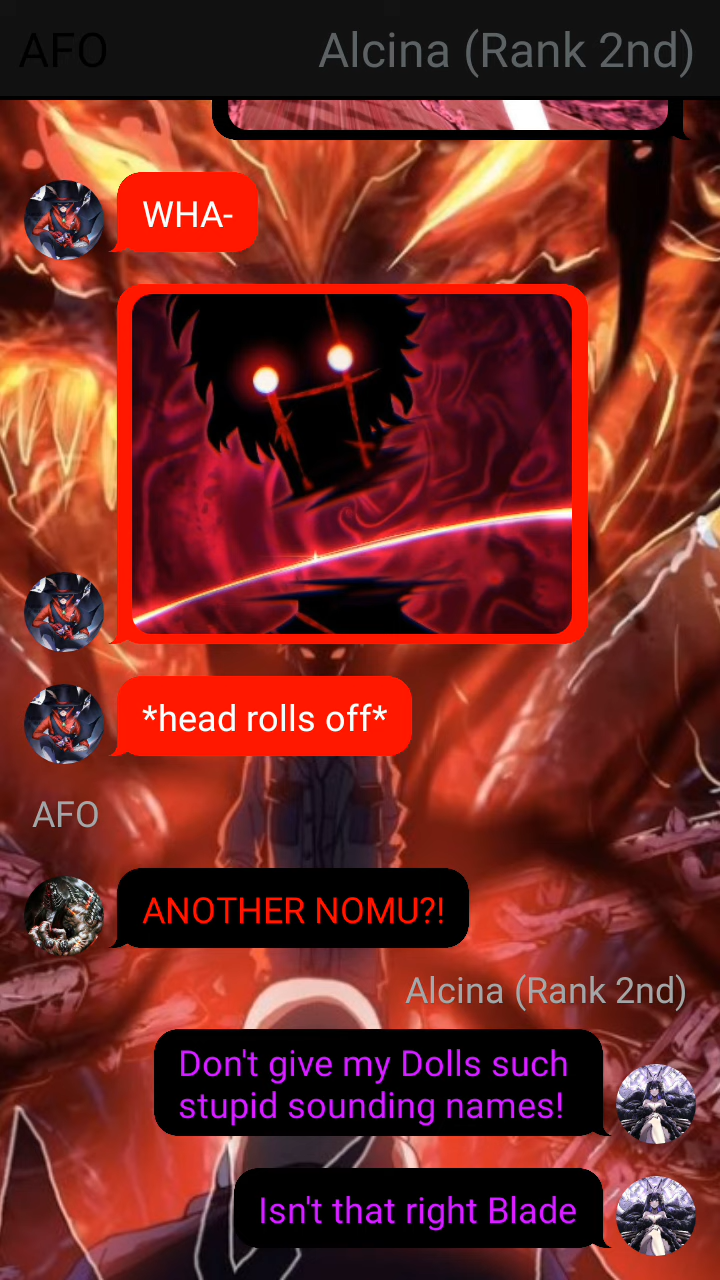 AFO
Alcina (Rank 2nd)
WHA-
*head rolls off*
AFO
ANOTHER NOMU?!
Alcina (Rank 2nd)
Don't give my Dolls such
stupid sounding names!
Isn't that right Blade